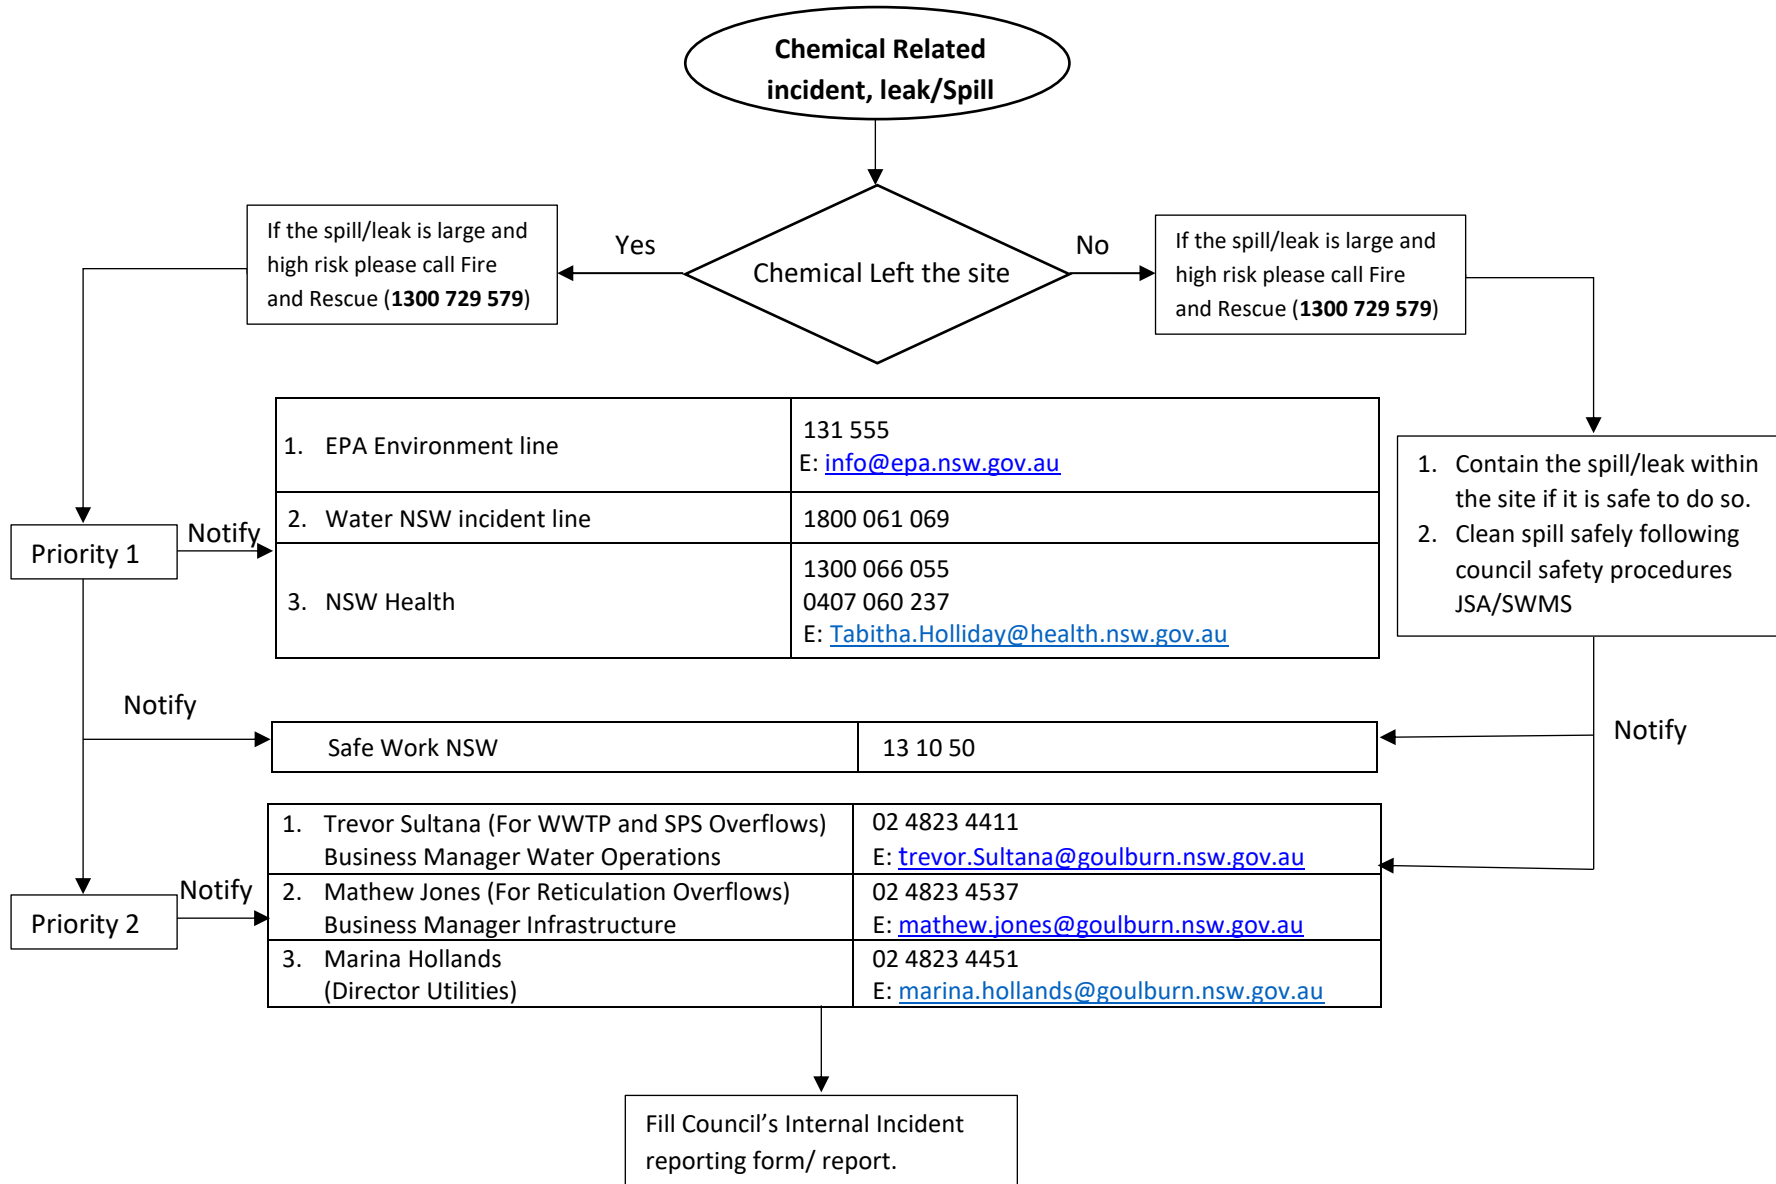 Chemical Related
incident, leak/Spill
If the spill/leak is large and
high risk please call Fire
and Rescue (1300 729 579)
Yes
Chemical Left the site
No
If the spill/leak is large and
high risk please call Fire
and Rescue (1300 729 579)
1. EPA Environment line
131 555
E: info@epa.nsw.gov.au
2. Water NSW incident line
1800 061 069
3. NSW Health
1300 066 055
0407 060 237
E: Tabitha.Holliday@health.nsw.gov.au
Priority 1
Notify
1. Contain the spill/leak within
the site if it is safe to do so.
2. Clean spill safely following
council safety procedures
JSA/SWMS
Notify
Safe Work NSW
13 10 50
Notify
1. Trevor Sultana (For WWTP and SPS Overflows)
Business Manager Water Operations
02 4823 4411
E: trevor.Sultana@goulburn.nsw.gov.au
Priority 2
Notify
2. Mathew Jones (For Reticulation Overflows)
Business Manager Infrastructure
02 4823 4537
E: mathew.jones@goulburn.nsw.gov.au
3. Marina Hollands
(Director Utilities)
02 4823 4451
E: marina.hollands@goulburn.nsw.gov.au
Fill Council’s Internal Incident
reporting form/ report.